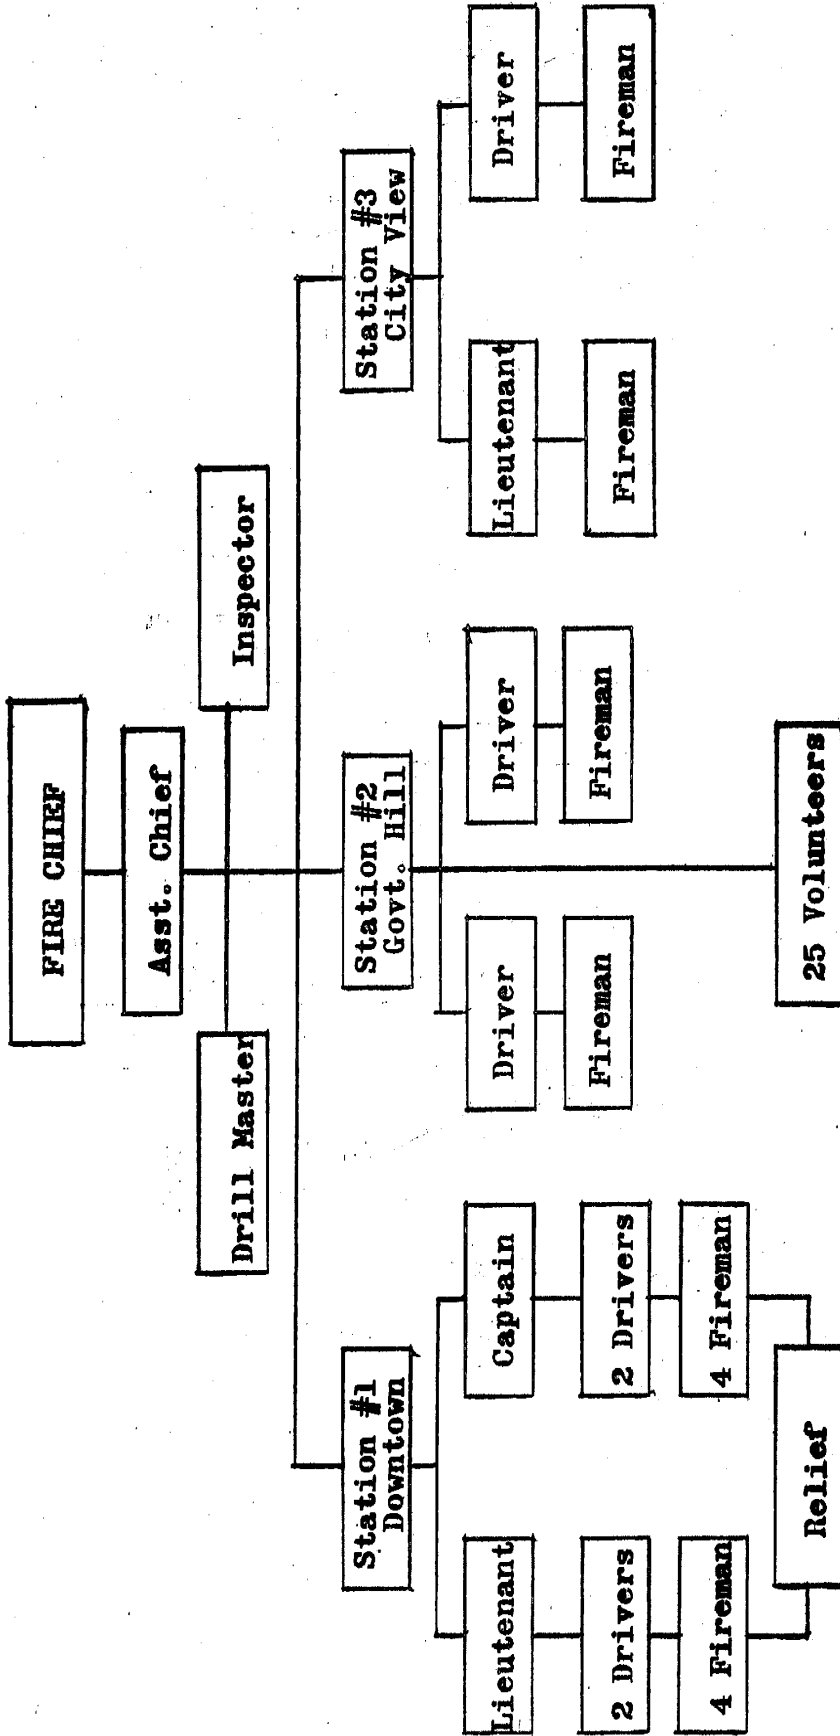 FIRE CHIEF
Asst. Chief
Drill Master
Inspector
Station #1
Downtown
Station #2
Govt. Hill
Station #3
City View
Lieutenant
Captain
Driver
Driver
Lieutenant
Driver
2 Drivers
2 Drivers
Fireman
Fireman
Fireman
Fireman
4 Fireman
4 Fireman
Relief
25 Volunteers